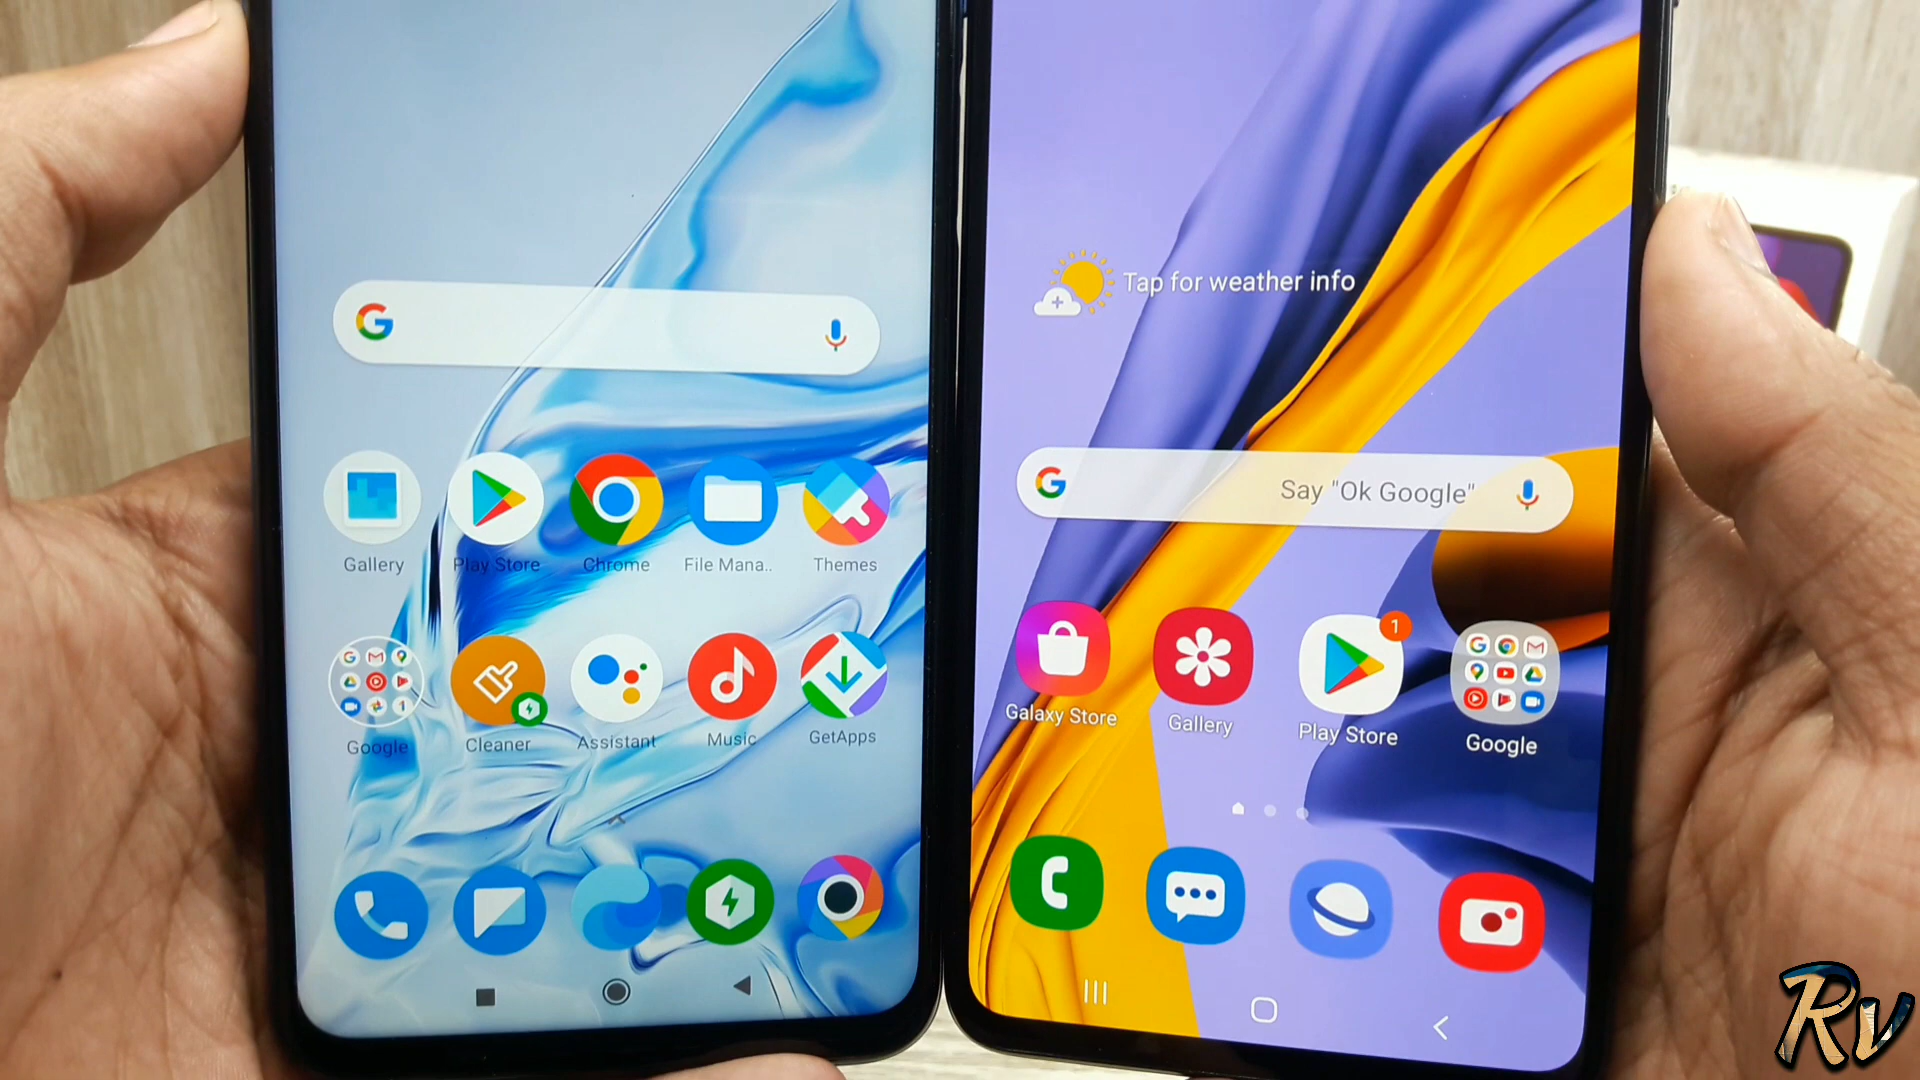 Tap for weather info
Say "Ok Google"
Gallery
Play Store
Chrome
File Mana..
Themes
Google
Cleaner
Assistant
Music
GetApps
1
Galaxy Store
Gallery
Play Store
Google
Rv